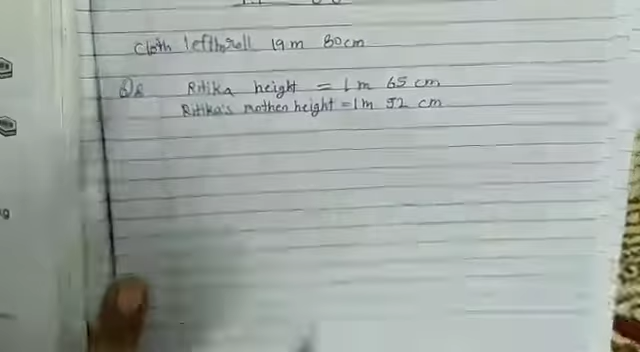 Cloth left in roll 19 m 80 cm
Q8 Ritika height = 1 m 65 cm
Ritika's mother height = 1 m 52 cm